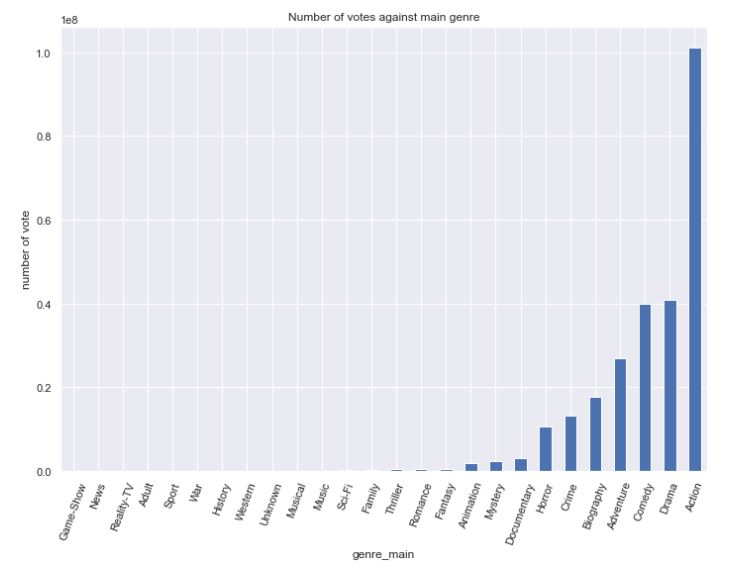 Number of votes against main genre
1e8
1.0
0.8
0.6
0.4
0.2
0.0
number of vote
Game-Show
News
Reality-TV
Adult
Sport
War
History
Western
Unknown
Musical
Music
Sci-Fi
Family
Thriller
Romance
Fantasy
Animation
Mystery
Documentary
Horror
Crime
Biography
Adventure
Comedy
Drama
Action
genre_main